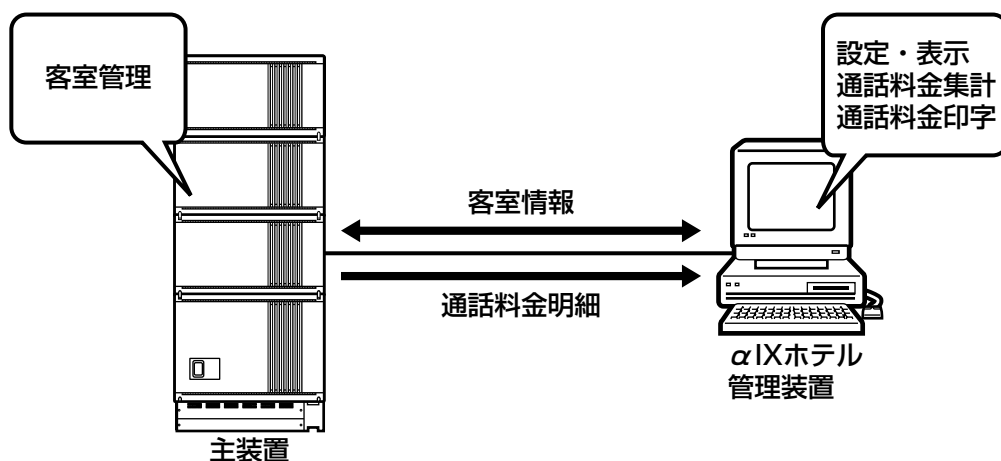 客室管理
設定・表示
通話料金集計
通話料金印字
客室情報
通話料金明細
αIXホテル
管理装置
主装置